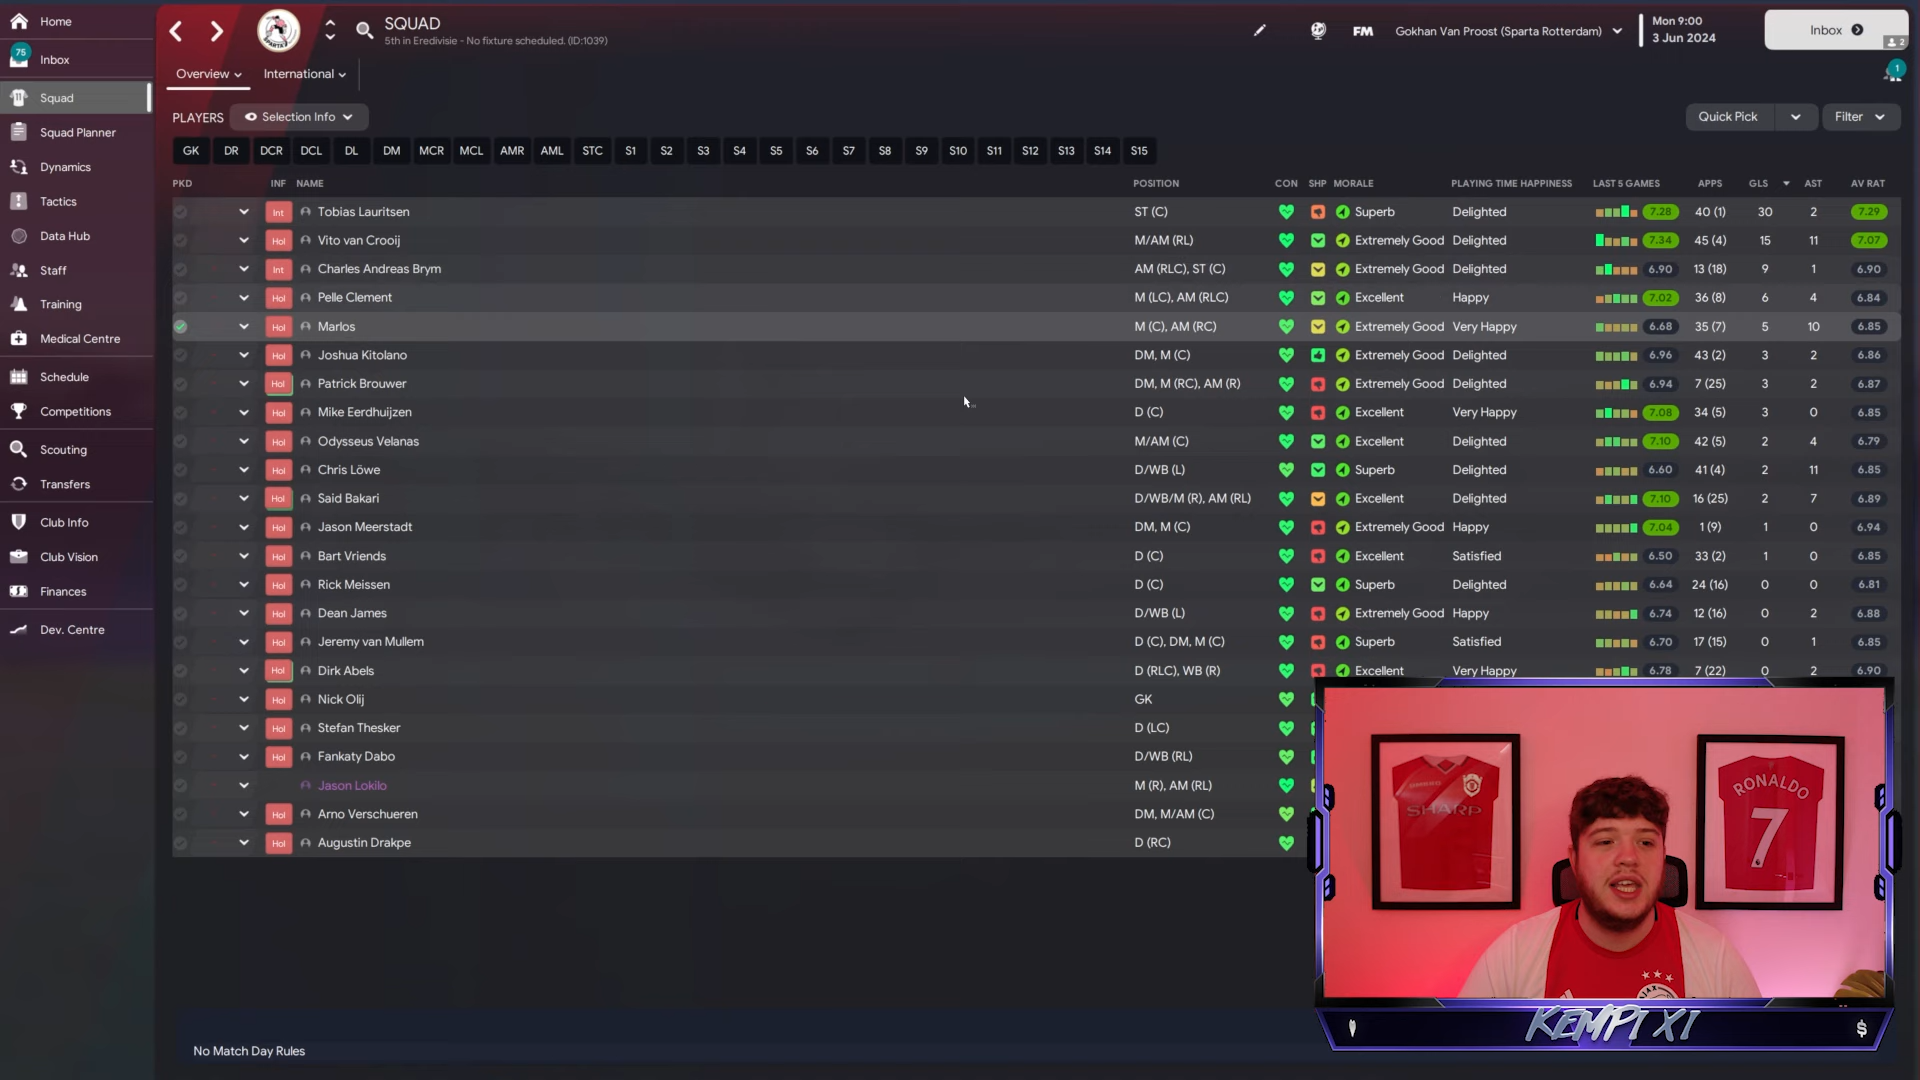 Home
75
Inbox
Squad
Squad Planner
Dynamics
Tactics
Data Hub
Staff
Training
Medical Centre
Schedule
Competitions
Scouting
Transfers
Club Info
Club Vision
Finances
Dev. Centre
SPARTA
SQUAD
5th in Eredivisie - No fixture scheduled. (ID:1039)
FM
Gokhan Van Proost (Sparta Rotterdam)
Mon 9:00
3 Jun 2024
Inbox
2
Overview International
1
PLAYERS Selection Info
Quick Pick Filter
GK DR DCR DCL DL DM MCR MCL AMR AML STC S1 S2 S3 S4 S5 S6 S7 S8 S9 S10 S11 S12 S13 S14 S15
PKD INF NAME POSITION CON SHP MORALE PLAYING TIME HAPPINESS LAST 5 GAMES APPS GLS AST AV RAT
Int Tobias Lauritsen ST (C) Superb Delighted 7.28 40 (1) 30 2 7.29
Hol Vito van Crooij M/AM (RL) Extremely Good Delighted 7.34 45 (4) 15 11 7.07
Int Charles Andreas Brym AM (RLC), ST (C) Extremely Good Delighted 6.90 13 (18) 9 1 6.90
Hol Pelle Clement M (LC), AM (RLC) Excellent Happy 7.02 36 (8) 6 4 6.84
Hol Marlos M (C), AM (RC) Extremely Good Very Happy 6.68 35 (7) 5 10 6.85
Hol Joshua Kitolano DM, M (C) Extremely Good Delighted 6.96 43 (2) 3 2 6.86
Hol Patrick Brouwer DM, M (RC), AM (R) Extremely Good Delighted 6.94 7 (25) 3 2 6.87
Hol Mike Eerdhuijzen D (C) Excellent Very Happy 7.08 34 (5) 3 0 6.85
Hol Odysseus Velanas M/AM (C) Excellent Delighted 7.10 42 (5) 2 4 6.79
Hol Chris Löwe D/WB (L) Superb Delighted 6.60 41 (4) 2 11 6.85
Hol Said Bakari D/WB/M (R), AM (RL) Excellent Delighted 7.10 16 (25) 2 7 6.89
Hol Jason Meerstadt DM, M (C) Extremely Good Happy 7.04 1 (9) 1 0 6.94
Hol Bart Vriends D (C) Excellent Satisfied 6.50 33 (2) 1 0 6.85
Hol Rick Meissen D (C) Superb Delighted 6.64 24 (16) 0 0 6.81
Hol Dean James D/WB (L) Extremely Good Happy 6.74 12 (16) 0 2 6.88
Hol Jeremy van Mullem D (C), DM, M (C) Superb Satisfied 6.70 17 (15) 0 1 6.85
Hol Dirk Abels D (RLC), WB (R) Excellent Very Happy 6.78 7 (22) 0 2 6.90
Hol Nick Olij GK
Hol Stefan Thesker D (LC)
Hol Fankaty Dabo D/WB (RL)
Jason Lokilo M (R), AM (RL)
Hol Arno Verschueren DM, M/AM (C)
Hol Augustin Drakpe D (RC)
UMBRO
SHARP
RONALDO
7
AJAX
KEMPI XI
$
No Match Day Rules